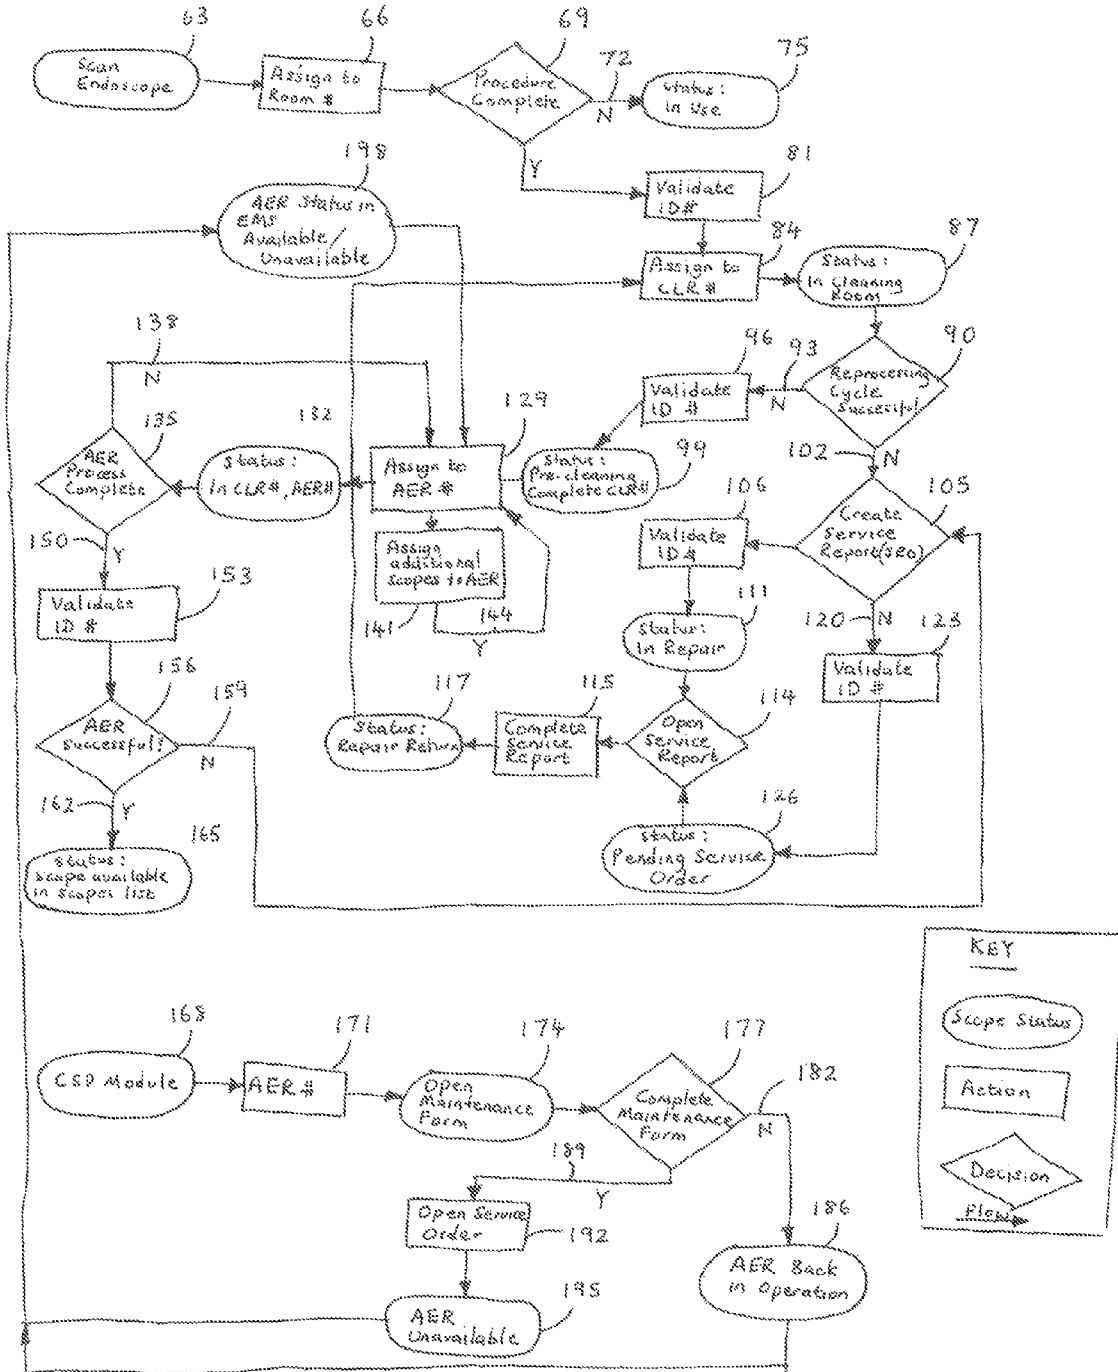 63
66
69
72
75
Scan
Endoscope
Assign to
Room #
Procedure
Complete
N
Status:
in Use
Y
198
AER Status in
EMS
Available/
Unavailable
81
Validate
ID#
84
Assign to
CLR #
87
Status:
In Cleaning
Room
138
N
96
93
90
Validate
ID #
N
Reprocessing
Cycle
Successful
135
132
129
AER
Process
Complete
Status:
In CLR#, AER#
Assign to
AER #
Status:
Pre-cleaning
Complete CLR#
99
102
N
106
105
Validate
ID #
Create
Service
Report (SRO)
150
Y
Assign
additional
scopes to AER
141
144
Y
153
Validate
ID #
111
Status:
In Repair
120
N
123
Validate
ID #
156
159
AER
Successful?
N
117
115
114
Status:
Repair Return
Complete
Service
Report
Open
Service
Report
162
Y
165
Status:
Scope available
in scopes list
126
Status:
Pending Service
Order
KEY
Scope Status
Action
Decision
Flow
168
171
174
177
182
CSD Module
AER #
Open
Maintenance
Form
Complete
Maintenance
Form
N
189
Y
Open Service
Order
192
186
AER Back
in Operation
195
AER
Unavailable